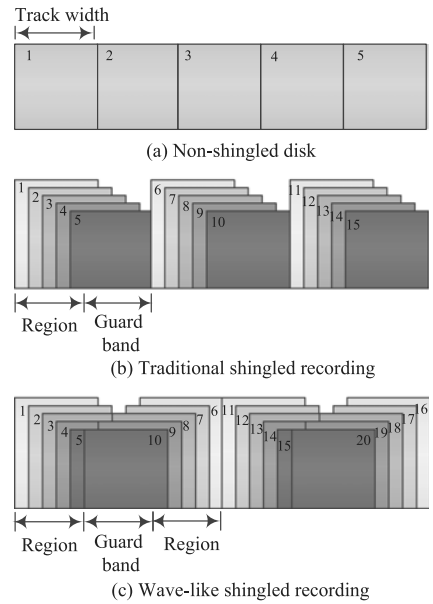 Track width
1 2 3 4 5
(a) Non-shingled disk
1 6 11
2 7 12
3 8 13
4 9 14
5 10 15
Region Guard band
(b) Traditional shingled recording
1 6 11 16
2 7 12 17
3 8 13 18
4 9 14 19
5 10 15 20
Region Guard band Region
(c) Wave-like shingled recording